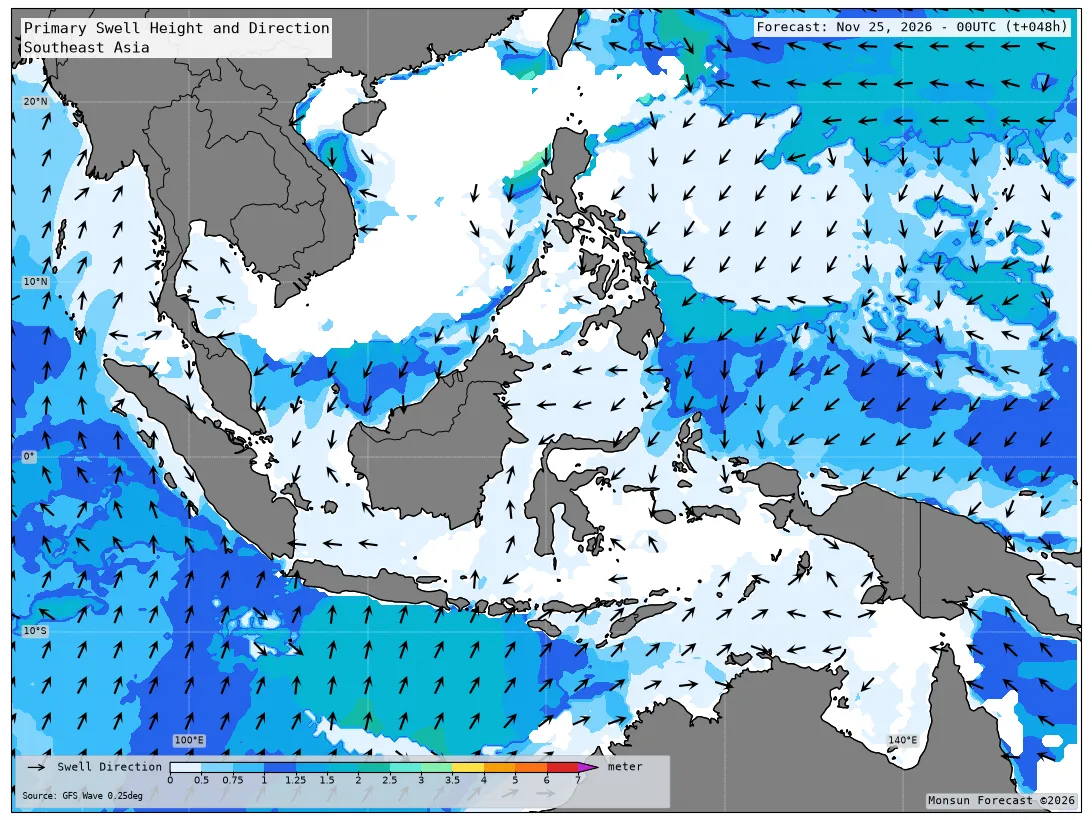 Primary Swell Height and Direction
Southeast Asia
Forecast: Nov 25, 2026 - 00UTC (t+048h)
20°N
10°N
0°
10°S
100°E
140°E
Swell Direction
0 0.5 0.75 1 1.25 1.5 2 2.5 3 3.5 4 5 6 7
meter
Source: GFS Wave 0.25deg
Monsun Forecast ©2026